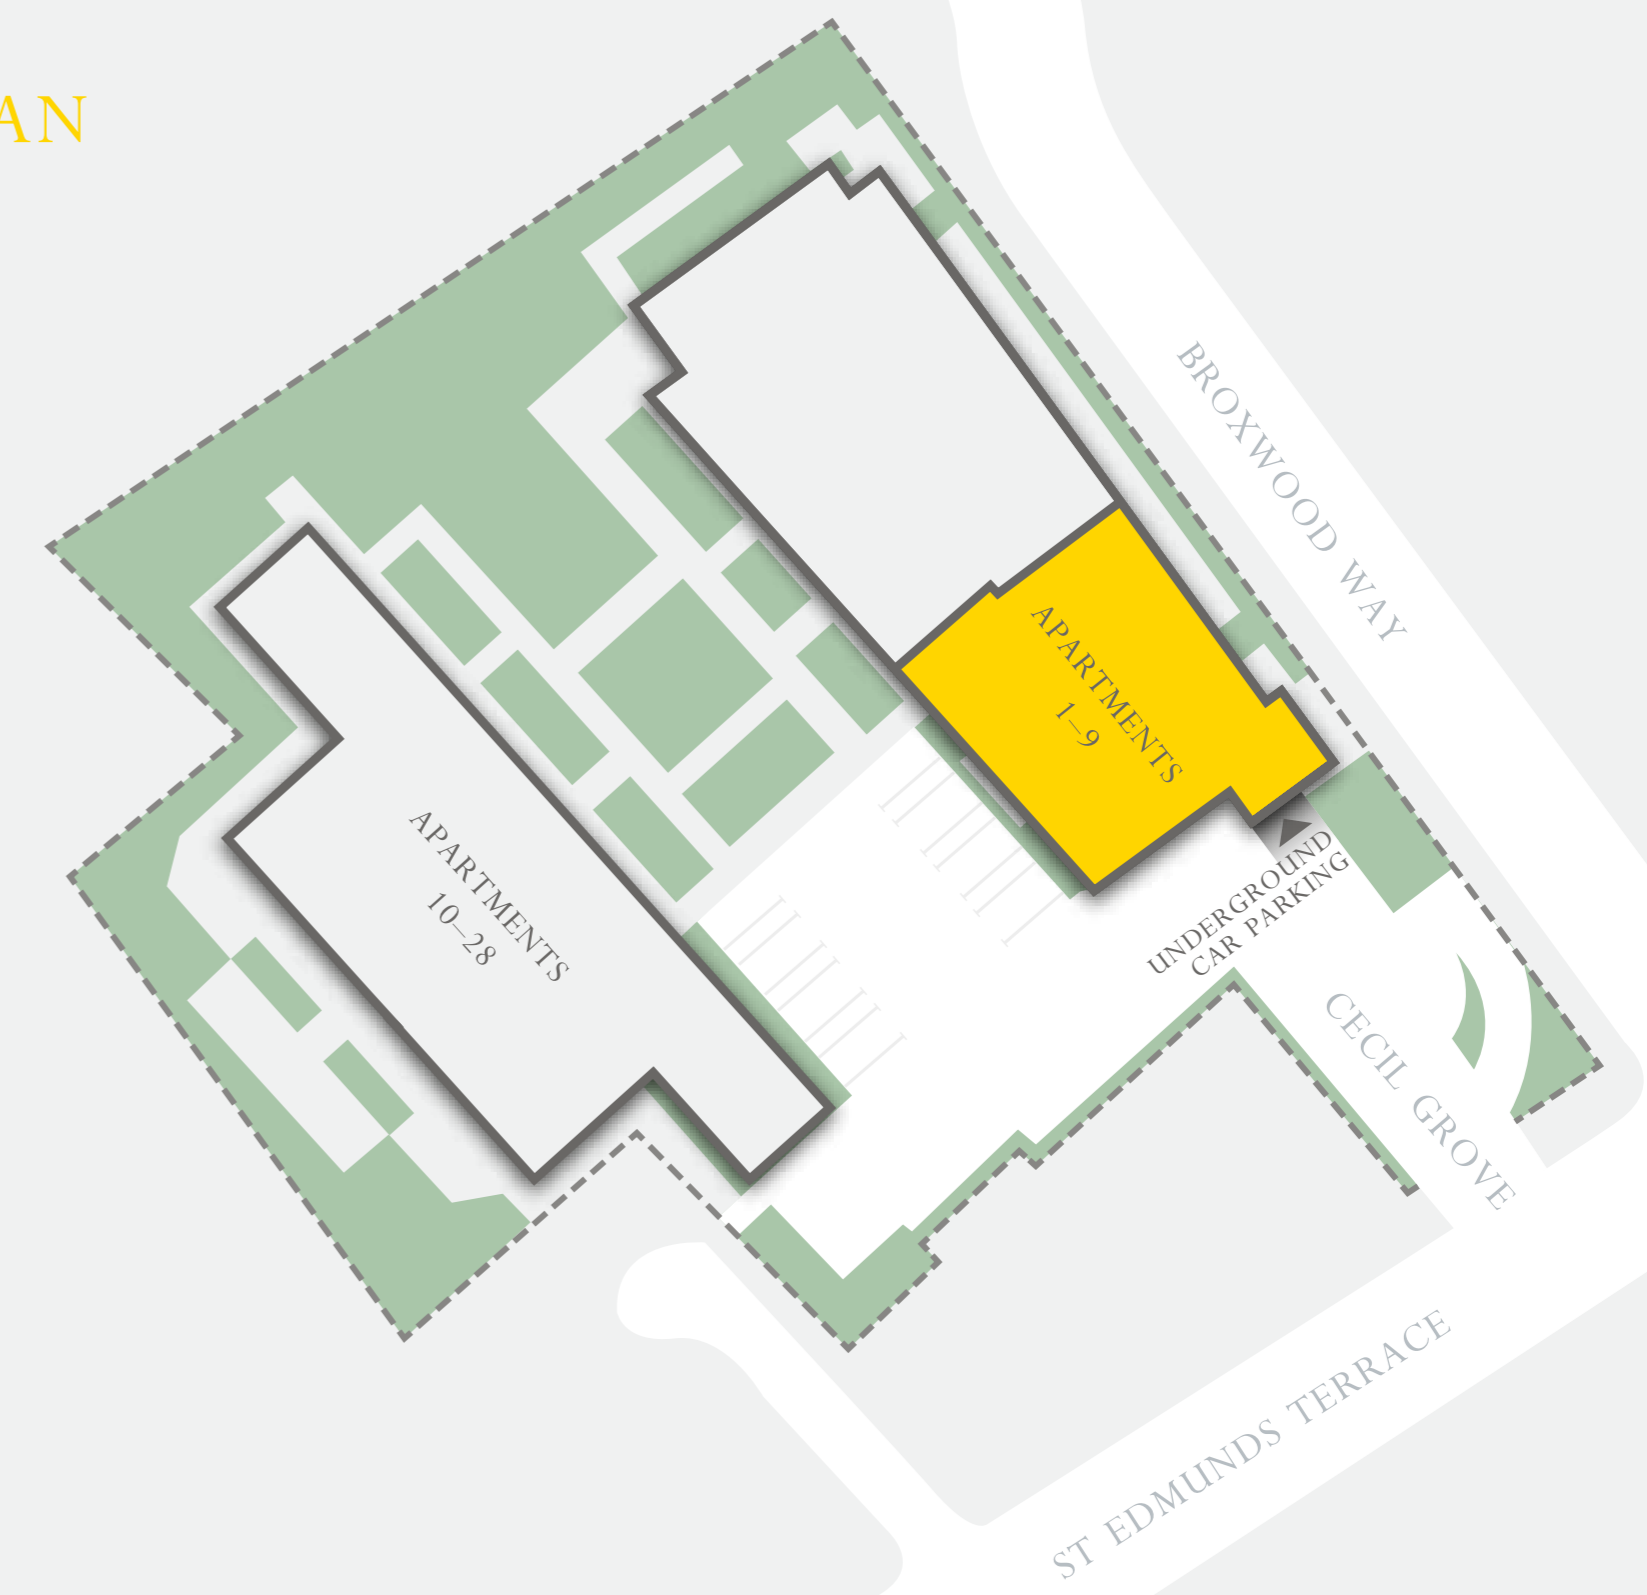 AN
BROXWOOD WAY
APARTMENTS
1–9
APARTMENTS
10–28
UNDERGROUND
CAR PARKING
CECIL GROVE
ST EDMUNDS TERRACE